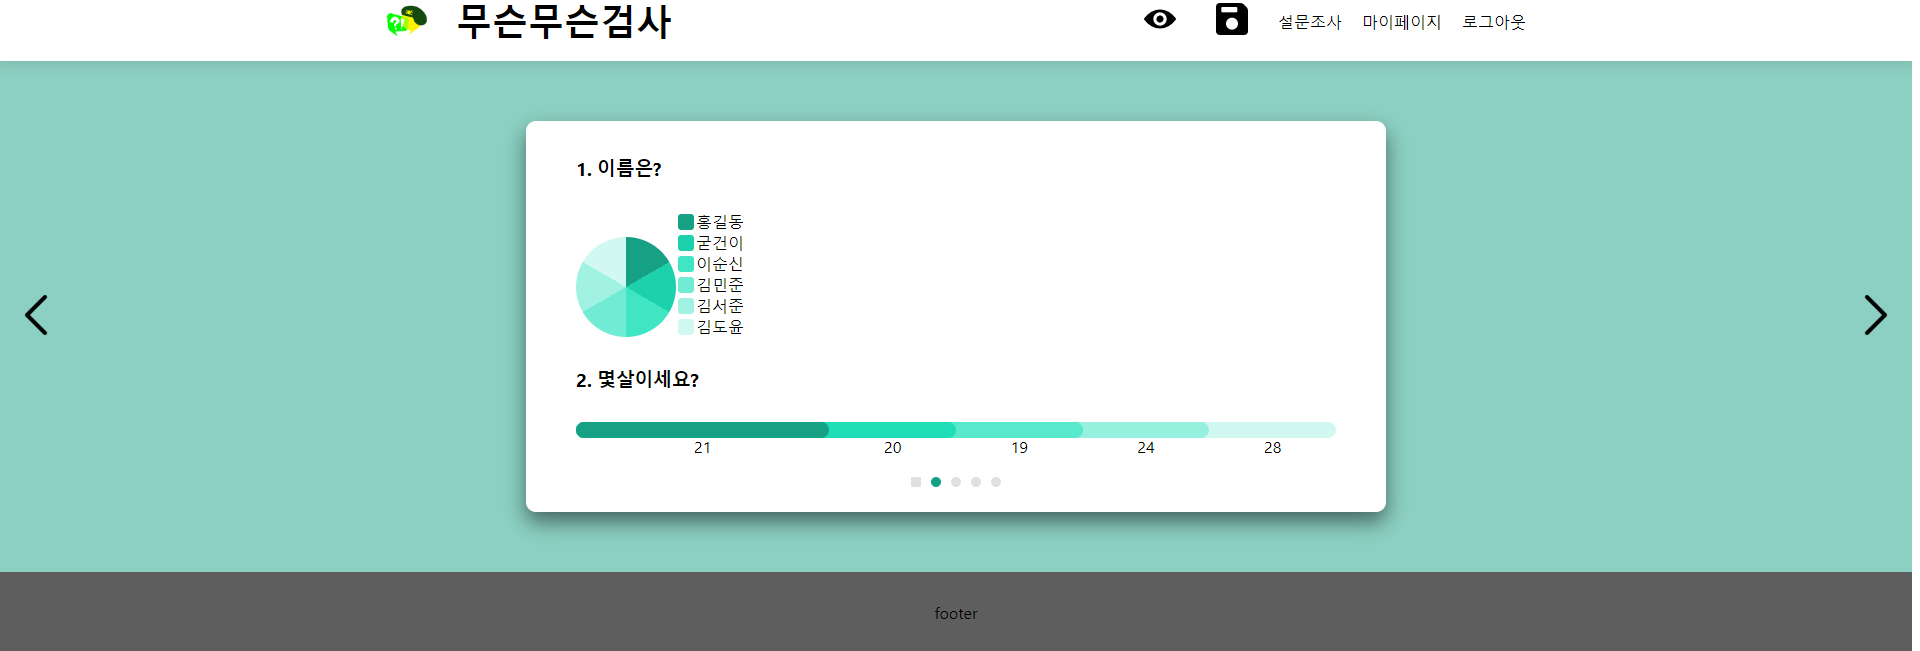 무슨무슨검사
설문조사 마이페이지 로그아웃
1. 이름은?
홍길동
굳건이
이순신
김민준
김서준
김도윤
2. 몇살이세요?
21 20 19 24 28
footer